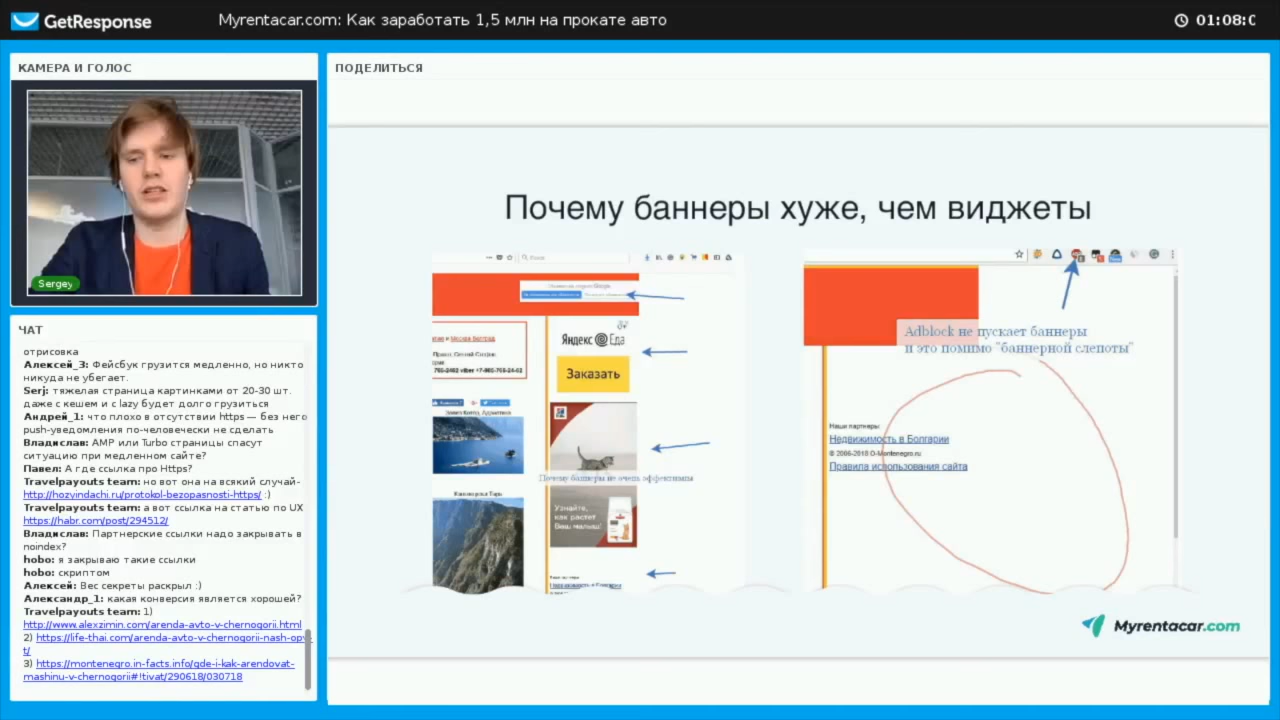 GetResponse
Myrentacar.com: Как заработать 1,5 млн на прокате авто
01:08:0
КАМЕРА И ГОЛОС
Sergey
ЧАТ
отрисовка
Алексей_3: Фейсбук грузится медленно, но никто
никуда не убегает.
Serj: тяжелая страница картинками от 20-30 шт.
даже с кешем и с lazy будет долго грузиться
Андрей_1: что плохо в отсутствии https — без него
push-уведомления по-человечески не сделать
Владислав: AMP или Turbo страницы спасут
ситуацию при медленном сайте?
Павел: А где ссылка про Https?
Travelpayouts team: но вот она на всякий случай-
http://hozyindachi.ru/protokol-bezopasnosti-https/ :)
Travelpayouts team: а вот ссылка на статью по UX
https://habr.com/post/294512/
Владислав: Партнерские ссылки надо закрывать в
noindex?
hobo: я закрываю такие ссылки
hobo: скриптом
Алексей: Вес секреты раскрыл :)
Александр_1: какая конверсия является хорошей?
Travelpayouts team: 1)
http://www.alexzimin.com/arenda-avto-v-chernogorii.html
2) https://life-thai.com/arenda-avto-v-chernogorii-nash-opy
t/
3) https://montenegro.in-facts.info/gde-i-kak-arendovat-
mashinu-v-chernogorii#!tivat/290618/030718
ПОДЕЛИТЬСЯ
Почему баннеры хуже, чем виджеты
Яндекс Еда
Заказать
Почему баннеры не очень эффективны
Узнайте,
как растет
Ваш малыш!
Adblock не пускает баннеры
и это помимо "баннерной слепоты"
Наши партнеры:
Недвижимость в Болгарии
© 2006-2018 O-Montenegro.ru
Правила использования сайта
Myrentacar.com